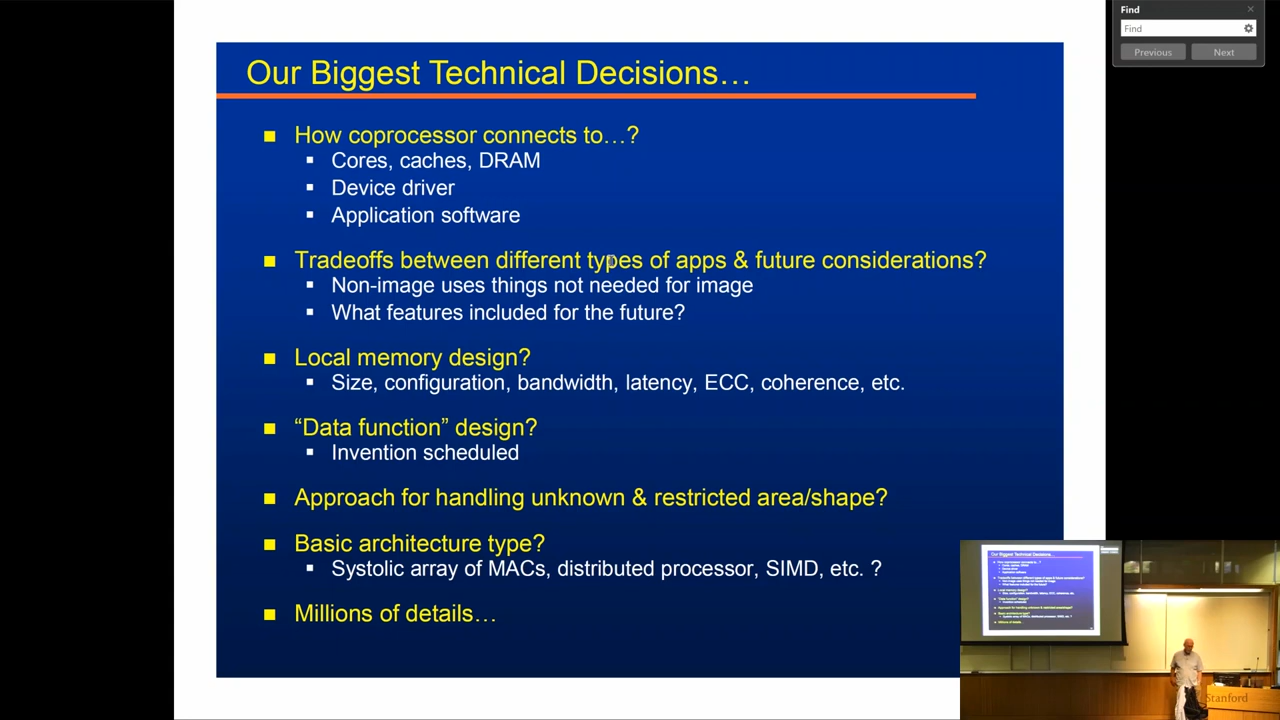 Our Biggest Technical Decisions…
How coprocessor connects to…?
Cores, caches, DRAM
Device driver
Application software
Tradeoffs between different types of apps & future considerations?
Non-image uses things not needed for image
What features included for the future?
Local memory design?
Size, configuration, bandwidth, latency, ECC, coherence, etc.
“Data function” design?
Invention scheduled
Approach for handling unknown & restricted area/shape?
Basic architecture type?
Systolic array of MACs, distributed processor, SIMD, etc. ?
Millions of details…
Find
Find
Previous
Next
Our Biggest Technical Decisions…
Stanford